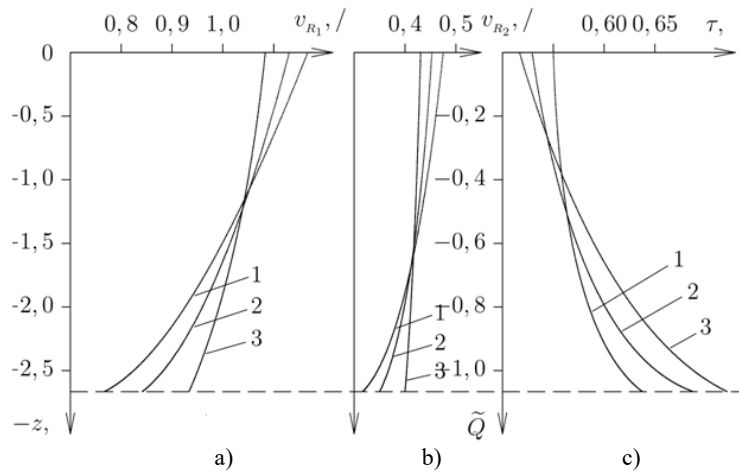 0,8 0,9 1,0 v_{R_1}, / 0,4 0,5 v_{R_2}, / 0,60 0,65 τ,
0
-0,5 −0,2
-1,0 −0,4
-1,5 −0,6
1 1
-2,0 2 −0,8 2
3 1 3
2
-2,5 3 −1,0
−z, Q̃
a) b) c)